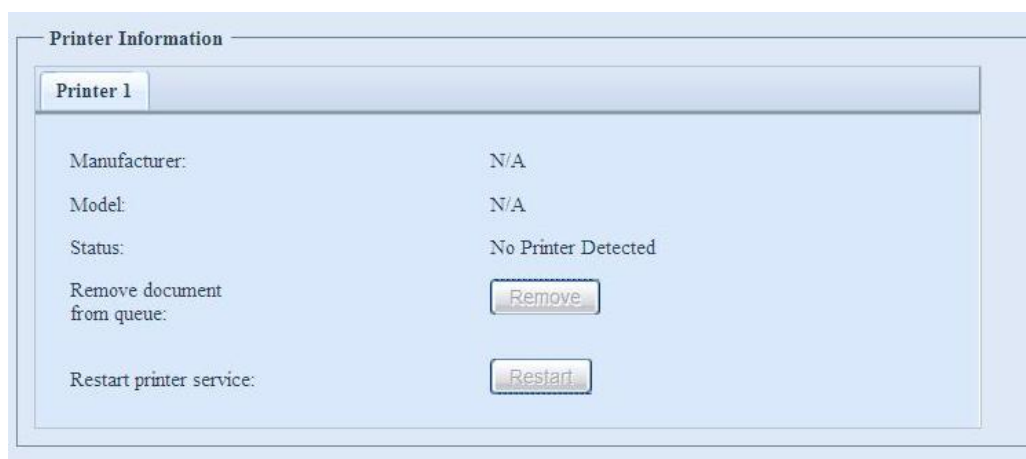 Printer Information
Printer 1
Manufacturer: N/A
Model: N/A
Status: No Printer Detected
Remove document
from queue: Remove
Restart printer service: Restart